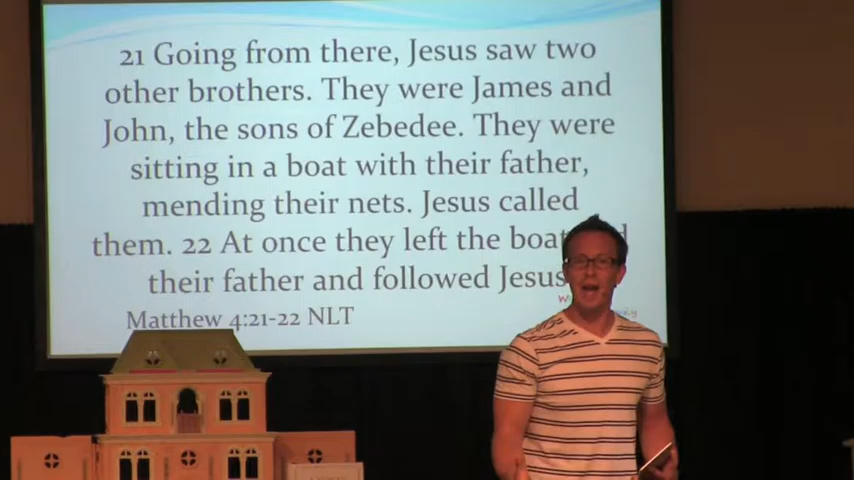 21 Going from there, Jesus saw two
other brothers. They were James and
John, the sons of Zebedee. They were
sitting in a boat with their father,
mending their nets. Jesus called
them. 22 At once they left the boat
their father and followed Jesus
Matthew 4:21-22 NLT